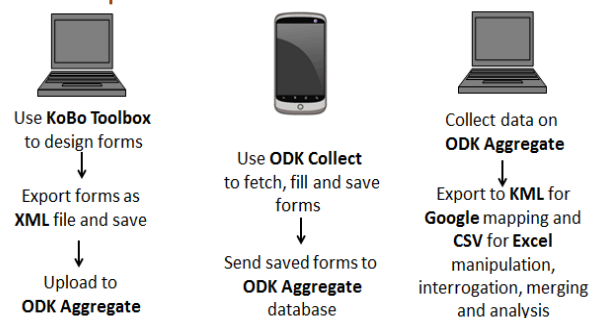 Use KoBo Toolbox
to design forms
Export forms as
XML file and save
Upload to
ODK Aggregate
Use ODK Collect
to fetch, fill and save
forms
Send saved forms to
ODK Aggregate
database
Collect data on
ODK Aggregate
Export to KML for
Google mapping and
CSV for Excel
manipulation,
interrogation, merging
and analysis